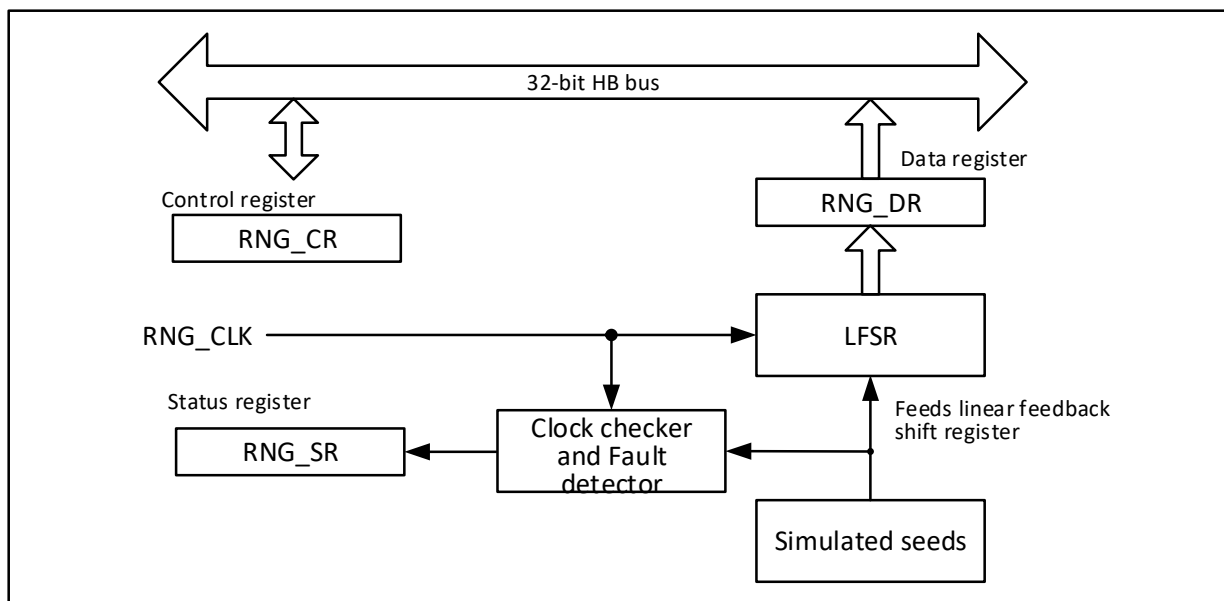 32-bit HB bus
Data register
Control register
RNG_DR
RNG_CR
RNG_CLK
LFSR
Status register
Feeds linear feedback
shift register
RNG_SR
Clock checker
and Fault
detector
Simulated seeds